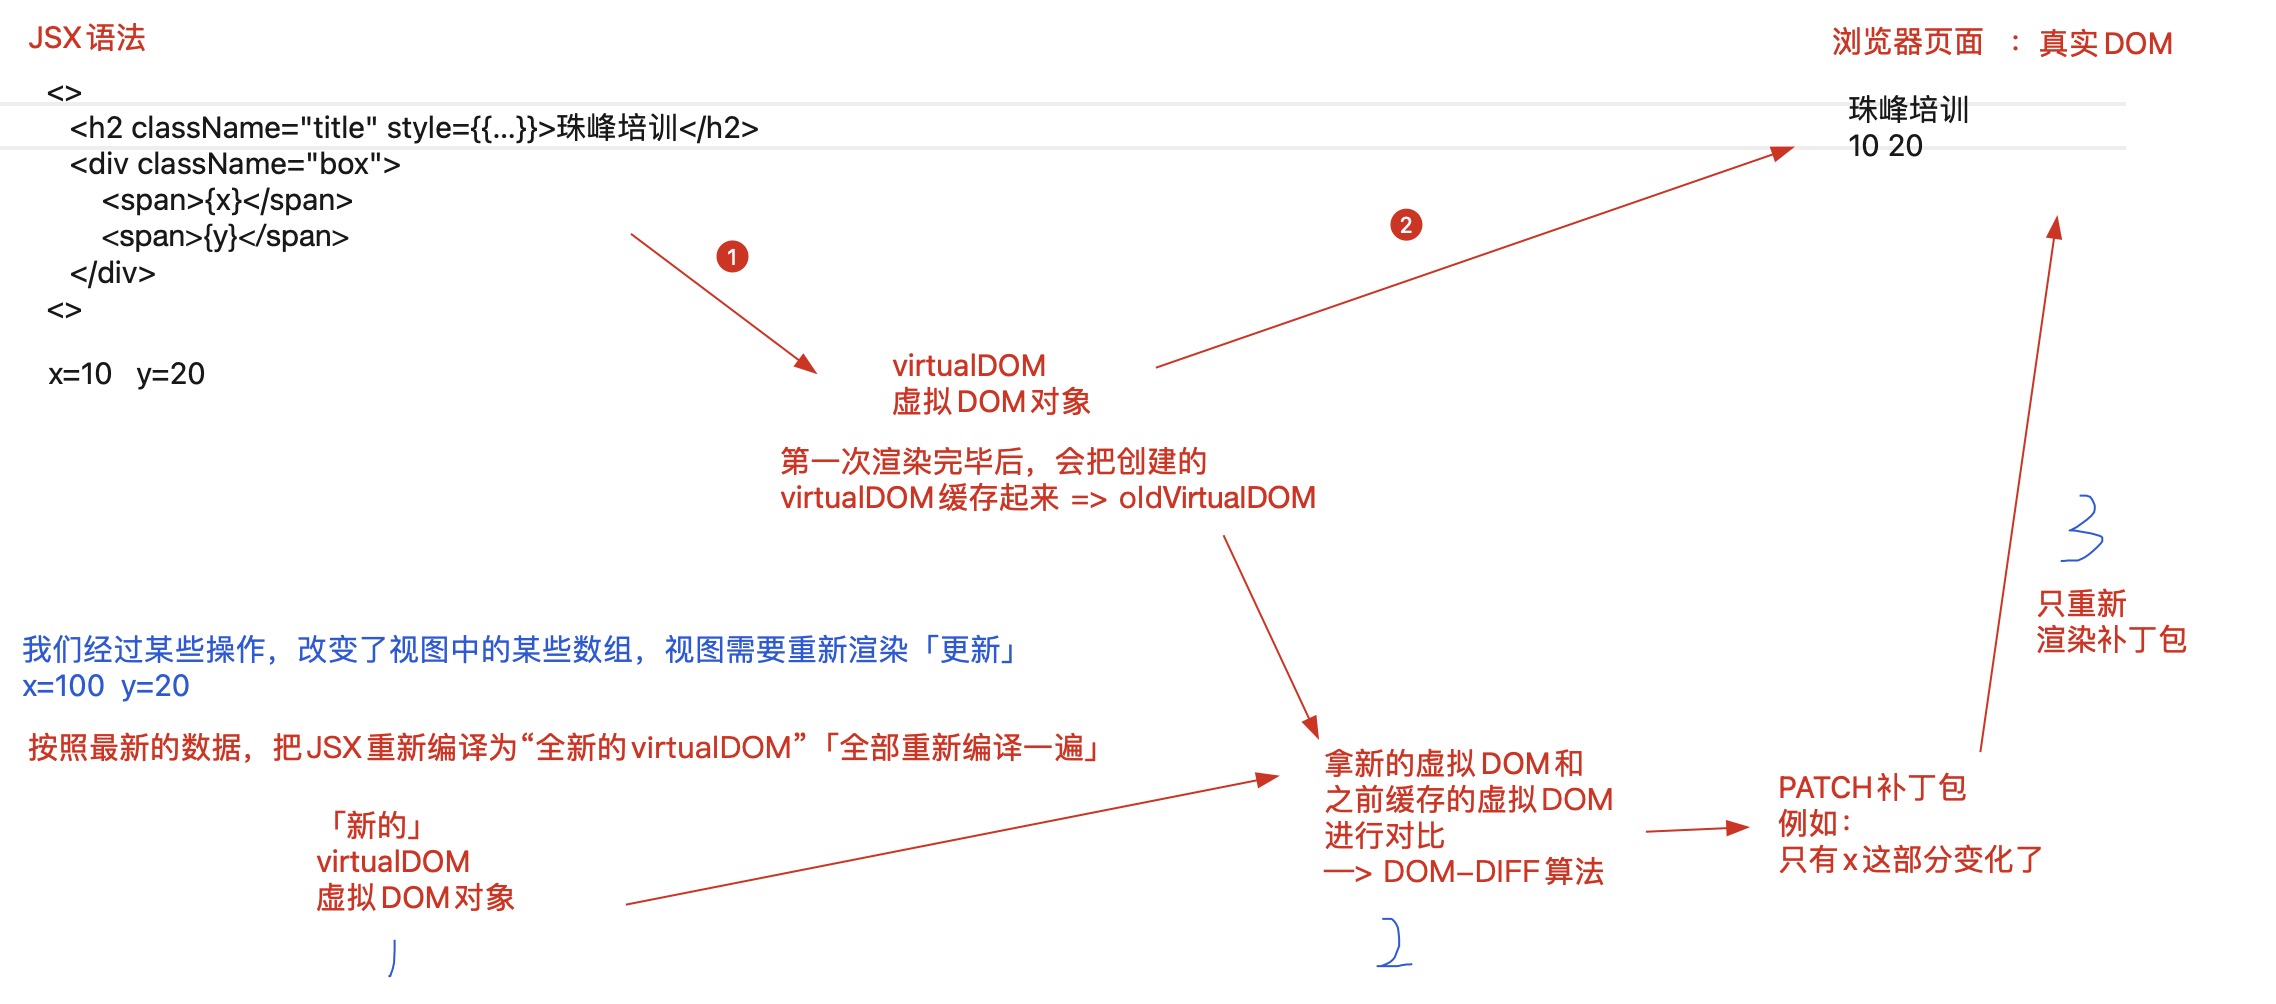 JSX语法
<>
<h2 className="title" style={{...}}>珠峰培训</h2>
<div className="box">
<span>{x}</span>
<span>{y}</span>
</div>
<>
x=10 y=20
浏览器页面 ： 真实DOM
珠峰培训
10 20
1
2
virtualDOM
虚拟DOM对象
第一次渲染完毕后，会把创建的
virtualDOM缓存起来 => oldVirtualDOM
我们经过某些操作，改变了视图中的某些数组，视图需要重新渲染「更新」
x=100 y=20
按照最新的数据，把JSX重新编译为“全新的virtualDOM”「全部重新编译一遍」
「新的」
virtualDOM
虚拟DOM对象
1
拿新的虚拟DOM和
之前缓存的虚拟DOM
进行对比
—> DOM-DIFF算法
2
PATCH补丁包
例如：
只有x这部分变化了
3
只重新
渲染补丁包